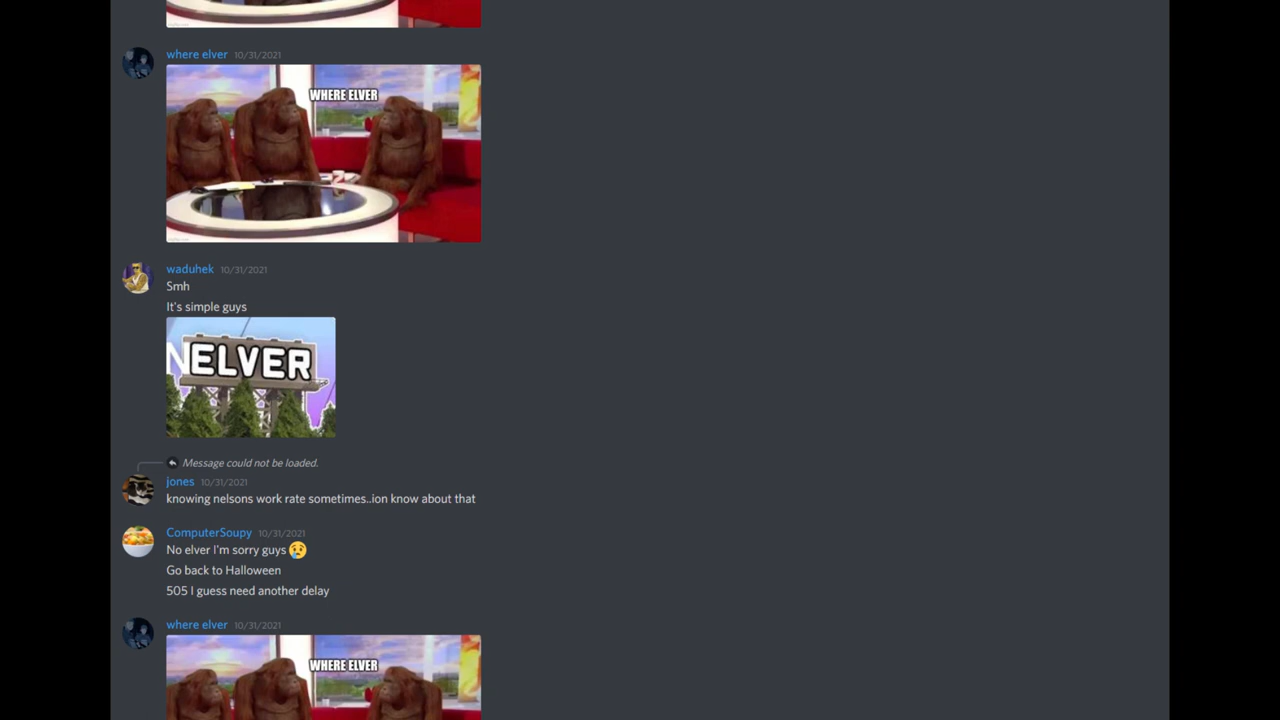 where elver 10/31/2021
WHERE ELVER
waduhek 10/31/2021
Smh
It's simple guys
NELVER
Message could not be loaded.
jones 10/31/2021
knowing nelsons work rate sometimes..ion know about that
ComputerSoupy 10/31/2021
No elver I'm sorry guys 😢
Go back to Halloween
505 I guess need another delay
where elver 10/31/2021
WHERE ELVER